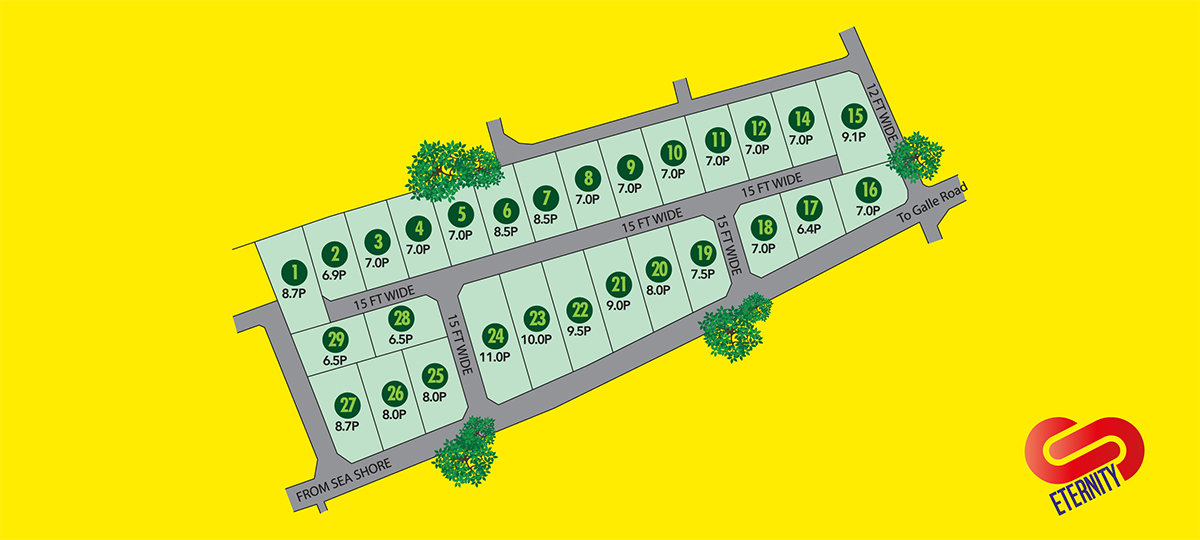 12 FT WIDE
15
9.1P
14
7.0P
12
7.0P
11
7.0P
10
7.0P
9
7.0P
8
7.0P
7
8.5P
6
8.5P
5
7.0P
4
7.0P
3
7.0P
2
6.9P
1
8.7P
15 FT WIDE
15 FT WIDE
15 FT WIDE
16
7.0P
To Galle Road
17
6.4P
18
7.0P
15 FT WIDE
19
7.5P
20
8.0P
21
9.0P
22
9.5P
23
10.0P
24
11.0P
15 FT WIDE
28
6.5P
29
6.5P
25
8.0P
26
8.0P
27
8.7P
FROM SEA SHORE
ETERNITY